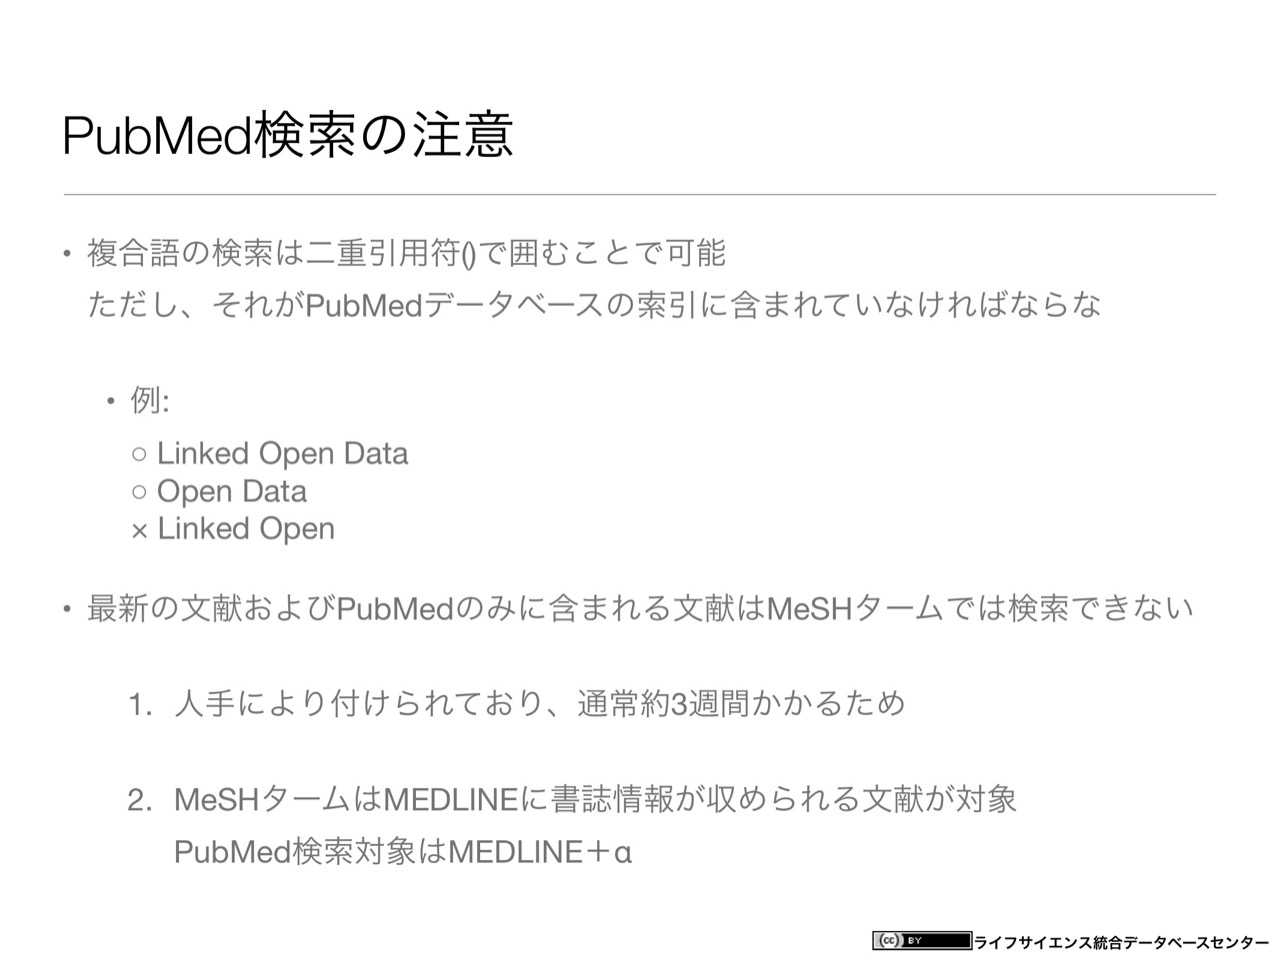 PubMed検索の注意
• 複合語の検索は二重引用符()で囲むことで可能
ただし、それがPubMedデータベースの索引に含まれていなければならな
• 例:
○ Linked Open Data
○ Open Data
× Linked Open
• 最新の文献およびPubMedのみに含まれる文献はMeSHタームでは検索できない
1. 人手により付けられており、通常約3週間かかるため
2. MeSHタームはMEDLINEに書誌情報が収められる文献が対象
PubMed検索対象はMEDLINE＋α
cc BY ライフサイエンス統合データベースセンター